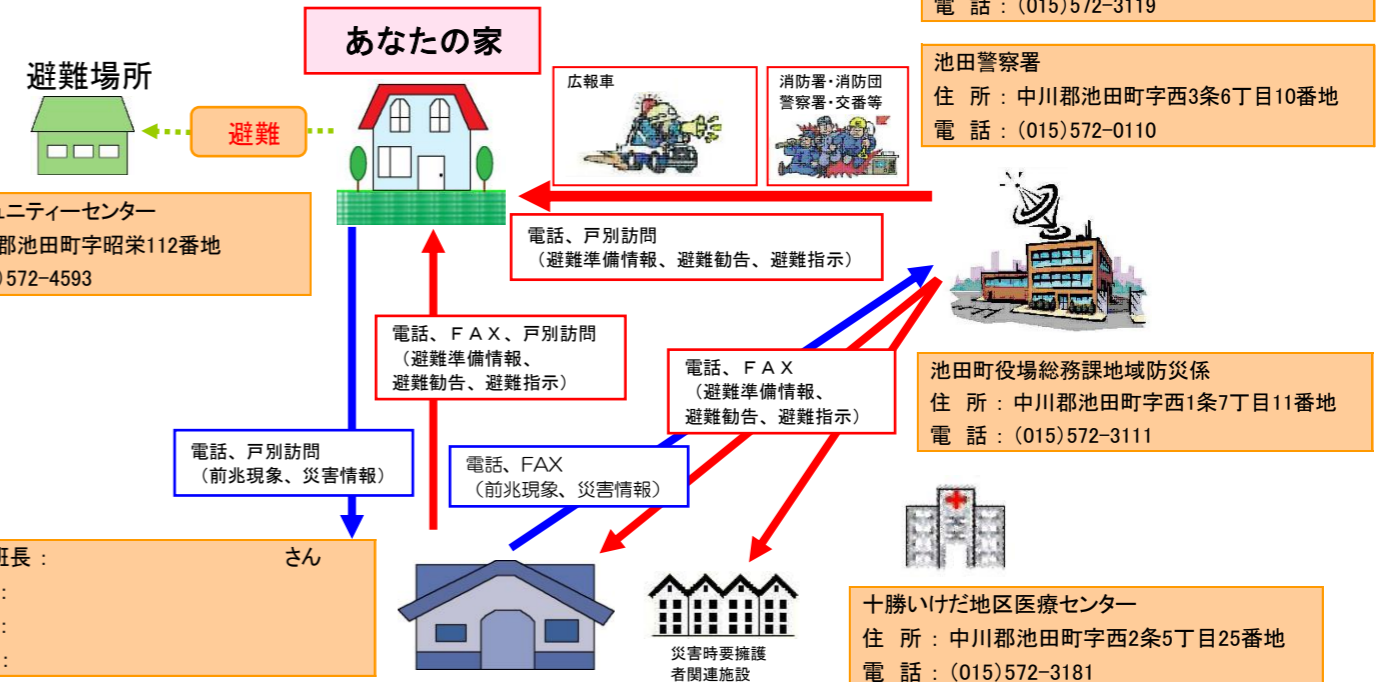 電 話：(015)572-3119
あなたの家
避難場所
避難
広報車
消防署・消防団
警察署・交番等
池田警察署
住 所：中川郡池田町字西3条6丁目10番地
電 話：(015)572-0110
ュニティーセンター
郡池田町字昭栄112番地
)572-4593
電話、戸別訪問
（避難準備情報、避難勧告、避難指示）
電話、ＦＡＸ、戸別訪問
（避難準備情報、
避難勧告、避難指示）
電話、ＦＡＸ
（避難準備情報、
避難勧告、避難指示）
池田町役場総務課地域防災係
住 所：中川郡池田町字西1条7丁目11番地
電 話：(015)572-3111
電話、戸別訪問
（前兆現象、災害情報）
電話、FAX
（前兆現象、災害情報）
班長： さん
：
：
：
災害時要擁護
者関連施設
十勝いけだ地区医療センター
住 所：中川郡池田町字西2条5丁目25番地
電 話：(015)572-3181